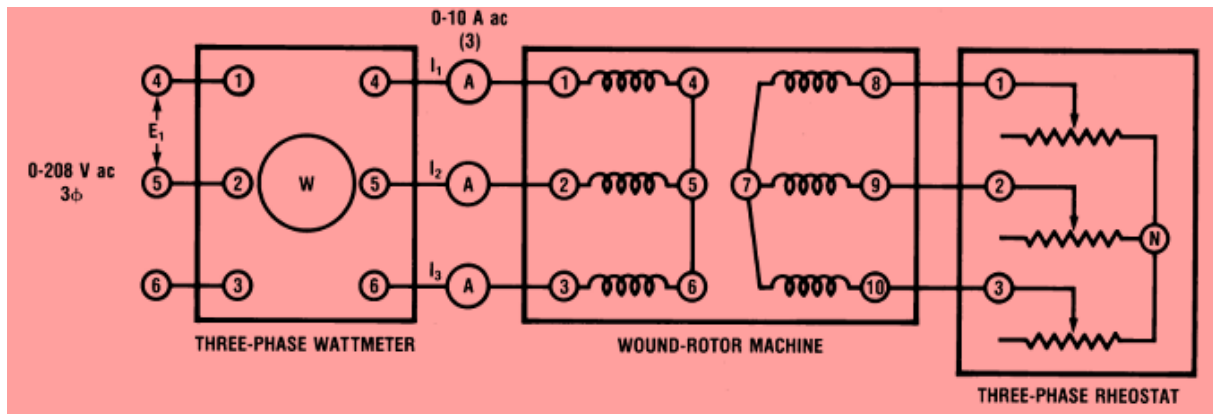 0-10 A ac
(3)
4 1 4 I₁ A 1 4 8 1
E₁
0-208 V ac
3ϕ
5 2 W 5 I₂ A 2 5 7 9 2
N
6 3 6 I₃ A 3 6 10 3
THREE-PHASE WATTMETER
WOUND-ROTOR MACHINE
THREE-PHASE RHEOSTAT